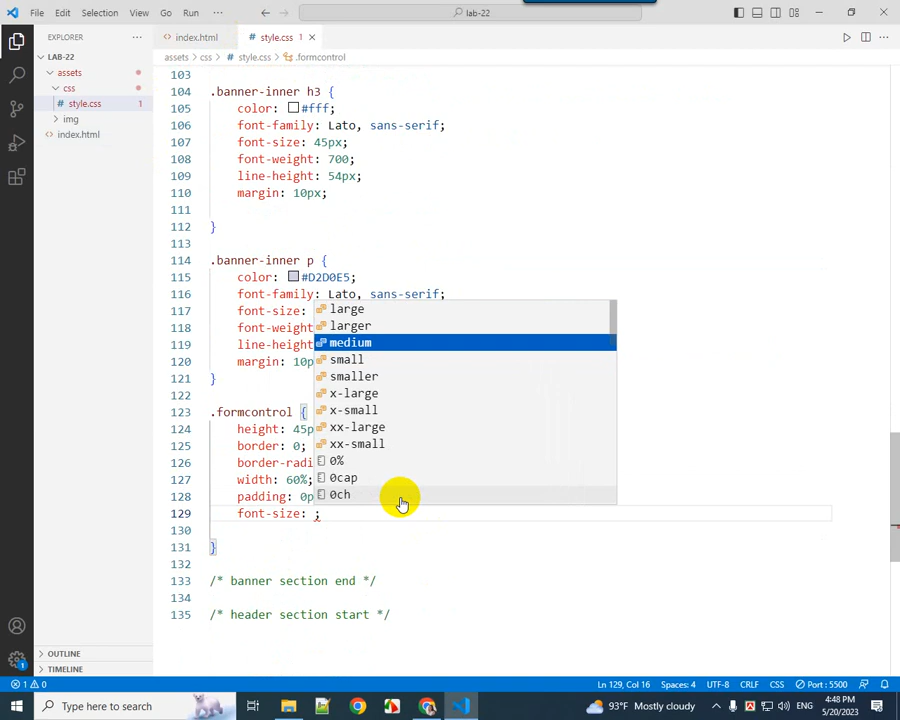 File Edit Selection View Go Run ··· lab-22
EXPLORER ···
LAB-22
assets
css
# style.css 1
img
index.html
OUTLINE
TIMELINE
index.html # style.css 1
assets > css > # style.css > .formcontrol
103
104 .banner-inner h3 {
105 color: #fff;
106 font-family: Lato, sans-serif;
107 font-size: 45px;
108 font-weight: 700;
109 line-height: 54px;
110 margin: 10px;
111
112 }
113
114 .banner-inner p {
115 color: #D2D0E5;
116 font-family: Lato, sans-serif;
117 font-size:
118 font-weight
119 line-height
120 margin: 10p
121 }
122
123 .formcontrol {
124 height: 45p
125 border: 0;
126 border-radi
127 width: 60%;
128 padding: 0p
129 font-size: ;
130
131 }
132
133 /* banner section end */
134
135 /* header section start */
large
larger
medium
small
smaller
x-large
x-small
xx-large
xx-small
0%
0cap
0ch
1
1 0 Ln 129, Col 16 Spaces: 4 UTF-8 CRLF CSS Port : 5500
Type here to search 93°F Mostly cloudy ENG 4:48 PM
5/20/2023